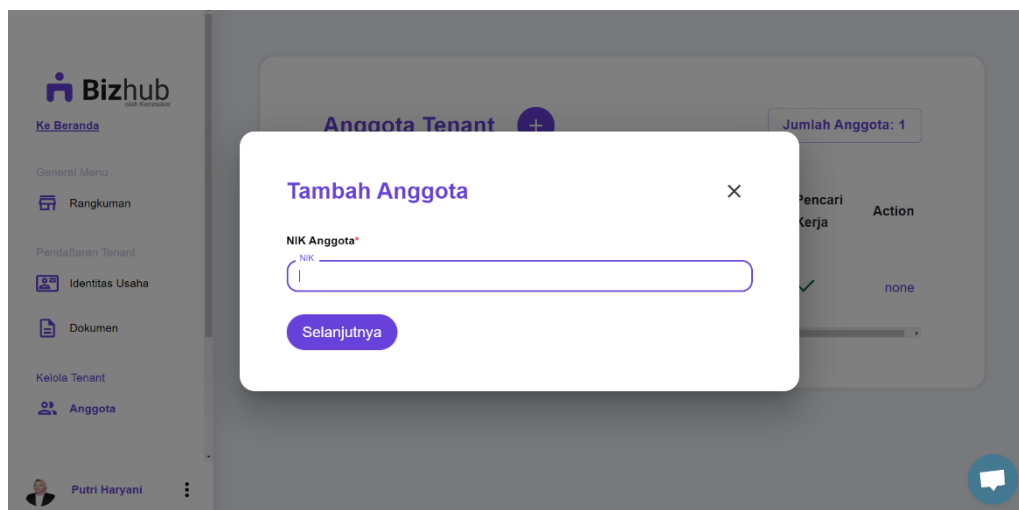 Bizhub
oleh Kemnaker
Ke Beranda
General Menu
Rangkuman
Pendaftaran Tenant
Identitas Usaha
Dokumen
Kelola Tenant
Anggota
Putri Haryani
Anggota Tenant
Jumlah Anggota: 1
Pencari
Kerja
Action
none
Tambah Anggota
NIK Anggota*
NIK
Selanjutnya